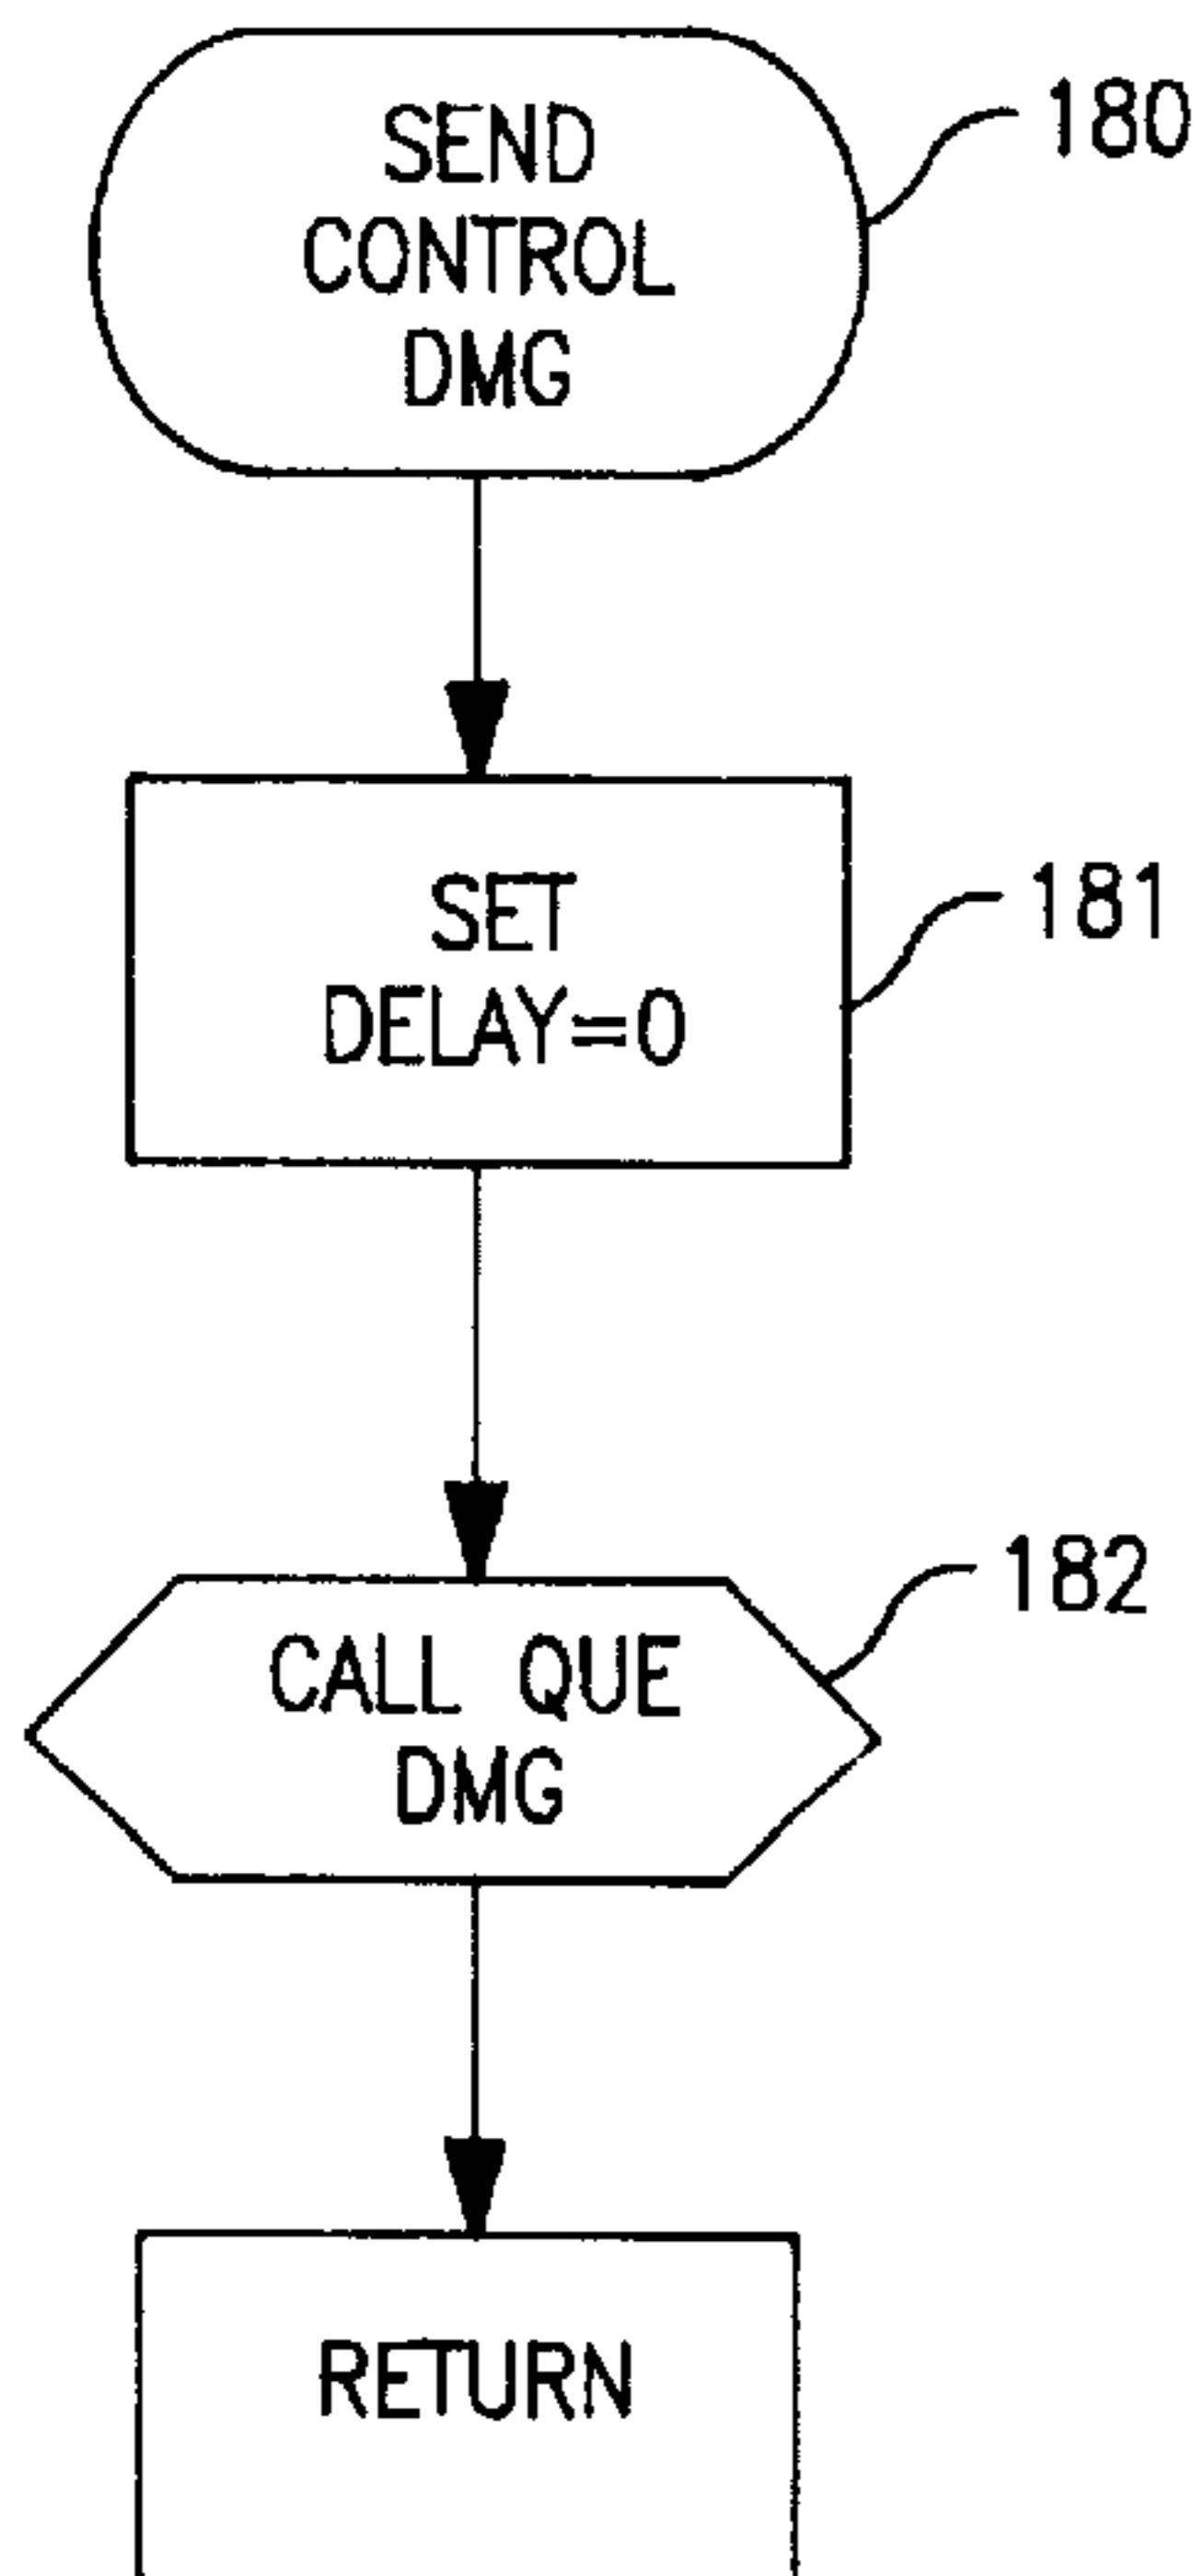 SEND
CONTROL
DMG
180
SET
DELAY=0
181
CALL QUE
DMG
182
RETURN